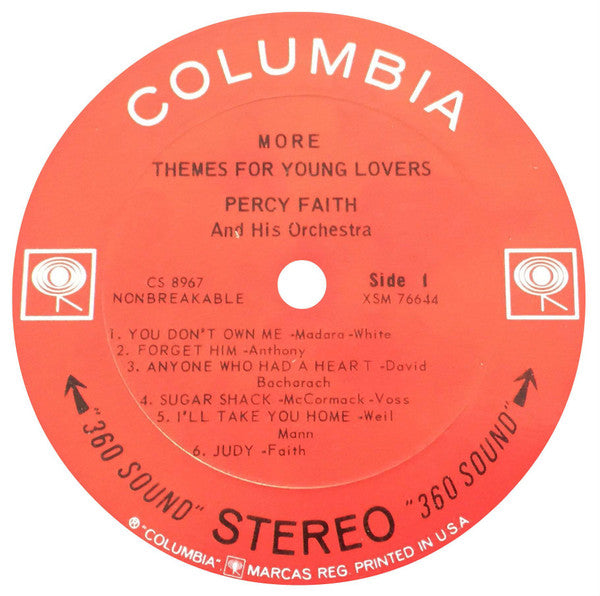 COLUMBIA
MORE
THEMES FOR YOUNG LOVERS
PERCY FAITH
And His Orchestra
CS 8967
NONBREAKABLE
Side 1
XSM 76644
1. YOU DON'T OWN ME -Madara-White
2. FORGET HIM -Anthony
3. ANYONE WHO HAD A HEART -David
Bacharach
4. SUGAR SHACK -McCormack-Voss
5. I'LL TAKE YOU HOME -Weil
Mann
6. JUDY -Faith
"360 SOUND" STEREO "360 SOUND"
® "COLUMBIA" MARCAS REG. PRINTED IN U.S.A.